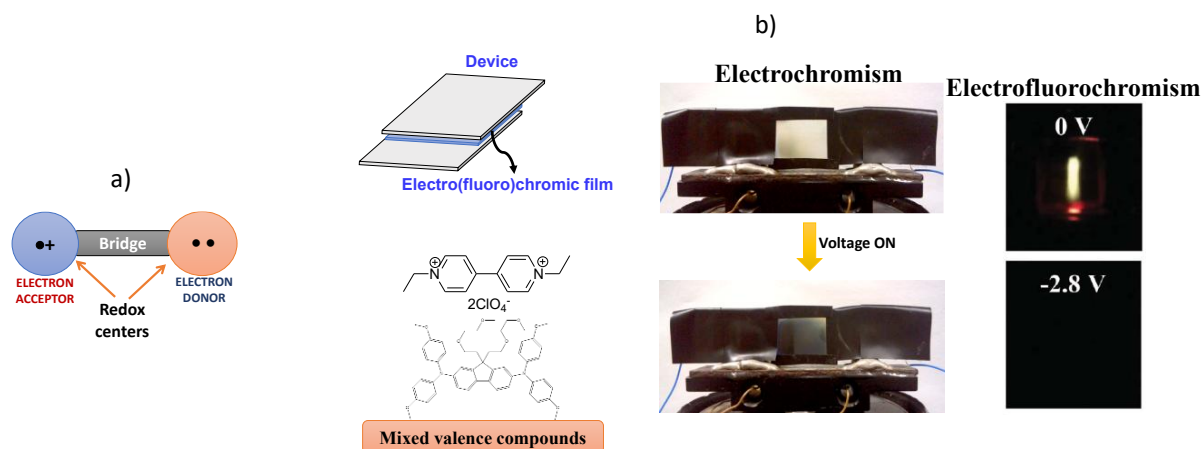 a)
●+
Bridge
●●
ELECTRON
ACCEPTOR
ELECTRON
DONOR
Redox
centers
Device
Electro(fluoro)chromic film
N+
N+
2ClO4-
Mixed valence compounds
b)
Electrochromism
Voltage ON
Electrofluorochromism
0 V
-2.8 V